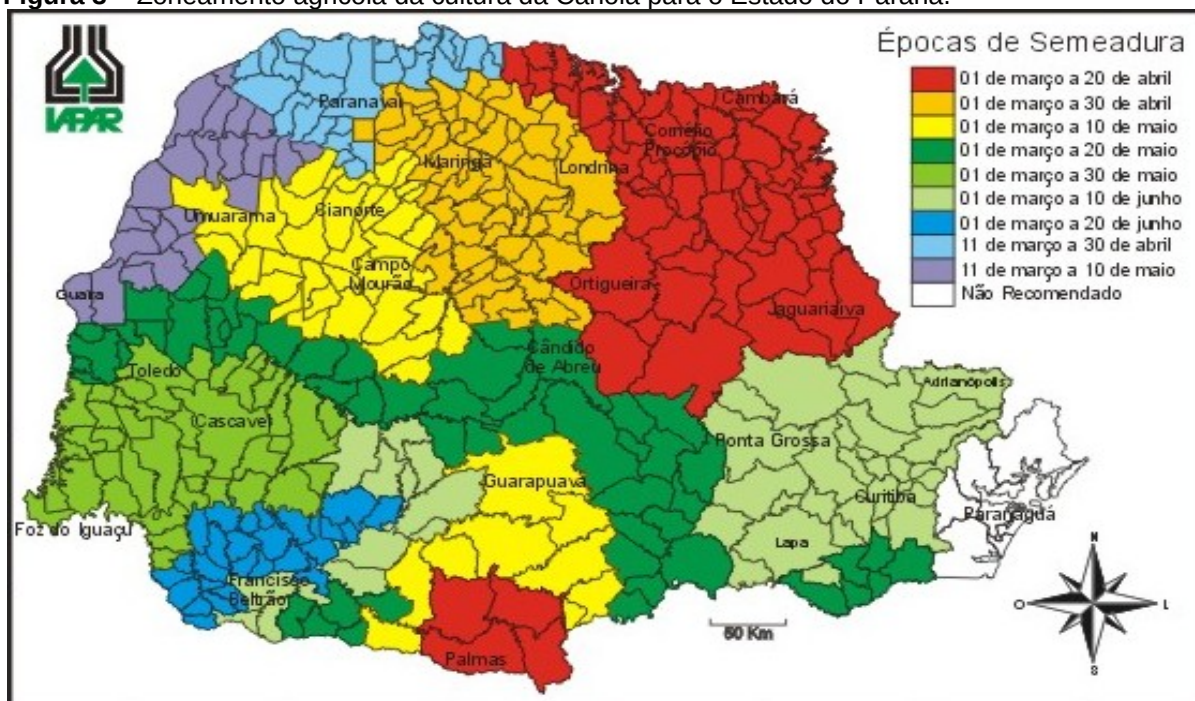 Figura 8 – Zoneamento agrícola da cultura da Canola para o Estado do Paraná.
IAPAR
Épocas de Semeadura
01 de março a 20 de abril
01 de março a 30 de abril
01 de março a 10 de maio
01 de março a 20 de maio
01 de março a 30 de maio
01 de março a 10 de junho
01 de março a 20 de junho
11 de março a 30 de abril
11 de março a 10 de maio
Não Recomendado
Paranavaí
Cambará
Cornélio
Procópio
Maringá
Londrina
Umuarama
Cianorte
Campo
Mourão
Ortigueira
Guaíra
Jaguariaíva
Cândido
de Abreu
Toledo
Adrianópolis
Cascavel
Ponta Grossa
Guarapuava
Curitiba
Paranaguá
Foz do Iguaçu
Lapa
Francisco
Beltrão
Palmas
50 Km
N
O
L
S